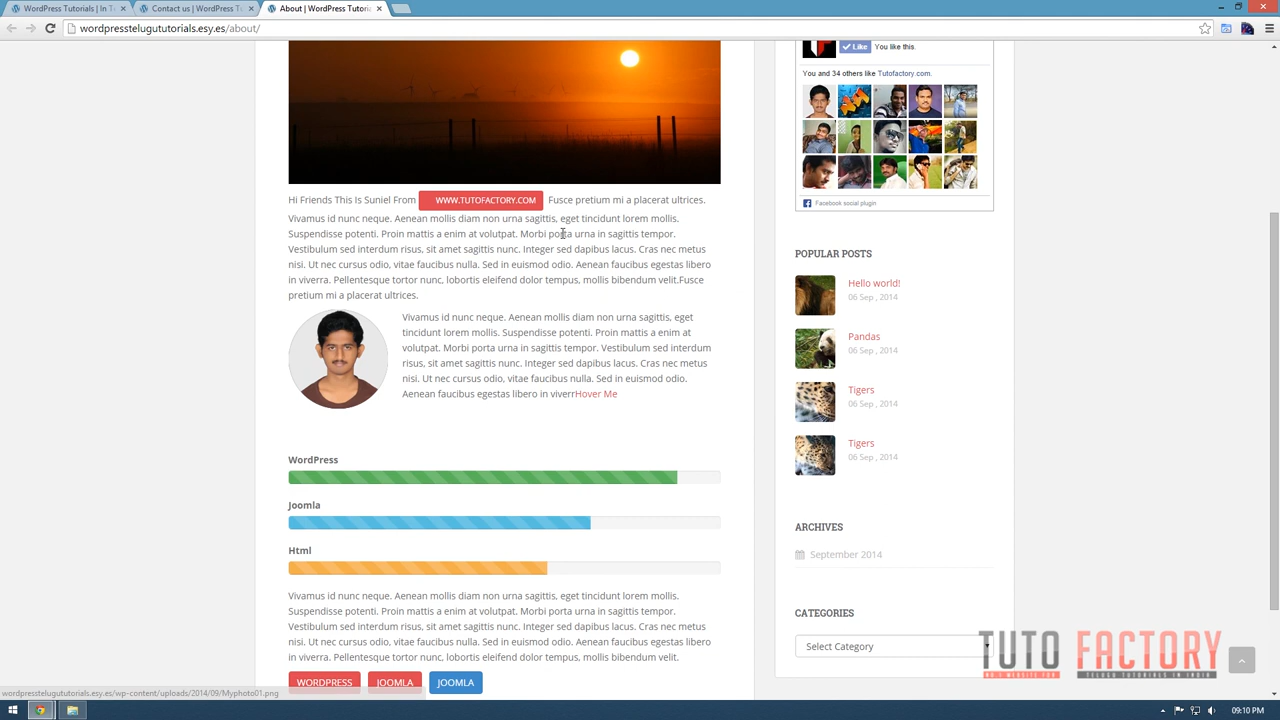 WordPress Tutorials | In T
Contact us | WordPress T
About | WordPress Tutorials
wordpresstelugututorials.esy.es/about/
Like
You like this.
You and 34 others like Tutofactory.com.
Facebook social plugin
Hi Friends This Is Suniel From WWW.TUTOFACTORY.COM Fusce pretium mi a placerat ultrices.
Vivamus id nunc neque. Aenean mollis diam non urna sagittis, eget tincidunt lorem mollis.
Suspendisse potenti. Proin mattis a enim at volutpat. Morbi porta urna in sagittis tempor.
Vestibulum sed interdum risus, sit amet sagittis nunc. Integer sed dapibus lacus. Cras nec metus
nisi. Ut nec cursus odio, vitae faucibus nulla. Sed in euismod odio. Aenean faucibus egestas libero
in viverra. Pellentesque tortor nunc, lobortis eleifend dolor tempus, mollis bibendum velit.Fusce
pretium mi a placerat ultrices.
Vivamus id nunc neque. Aenean mollis diam non urna sagittis, eget
tincidunt lorem mollis. Suspendisse potenti. Proin mattis a enim at
volutpat. Morbi porta urna in sagittis tempor. Vestibulum sed interdum
risus, sit amet sagittis nunc. Integer sed dapibus lacus. Cras nec metus
nisi. Ut nec cursus odio, vitae faucibus nulla. Sed in euismod odio.
Aenean faucibus egestas libero in viverrHover Me
WordPress
Joomla
Html
Vivamus id nunc neque. Aenean mollis diam non urna sagittis, eget tincidunt lorem mollis.
Suspendisse potenti. Proin mattis a enim at volutpat. Morbi porta urna in sagittis tempor.
Vestibulum sed interdum risus, sit amet sagittis nunc. Integer sed dapibus lacus. Cras nec metus
nisi. Ut nec cursus odio, vitae faucibus nulla. Sed in euismod odio. Aenean faucibus egestas libero
in viverra. Pellentesque tortor nunc, lobortis eleifend dolor tempus, mollis bibendum velit.
WORDPRESS JOOMLA JOOMLA
POPULAR POSTS
Hello world!
06 Sep , 2014
Pandas
06 Sep , 2014
Tigers
06 Sep , 2014
Tigers
06 Sep , 2014
ARCHIVES
September 2014
CATEGORIES
Select Category
TUTO FACTORY
NO.1 WEBSITE FOR TELUGU TUTORIALS IN INDIA
wordpresstelugututorials.esy.es/wp-content/uploads/2014/09/Myphoto01.png
09:10 PM